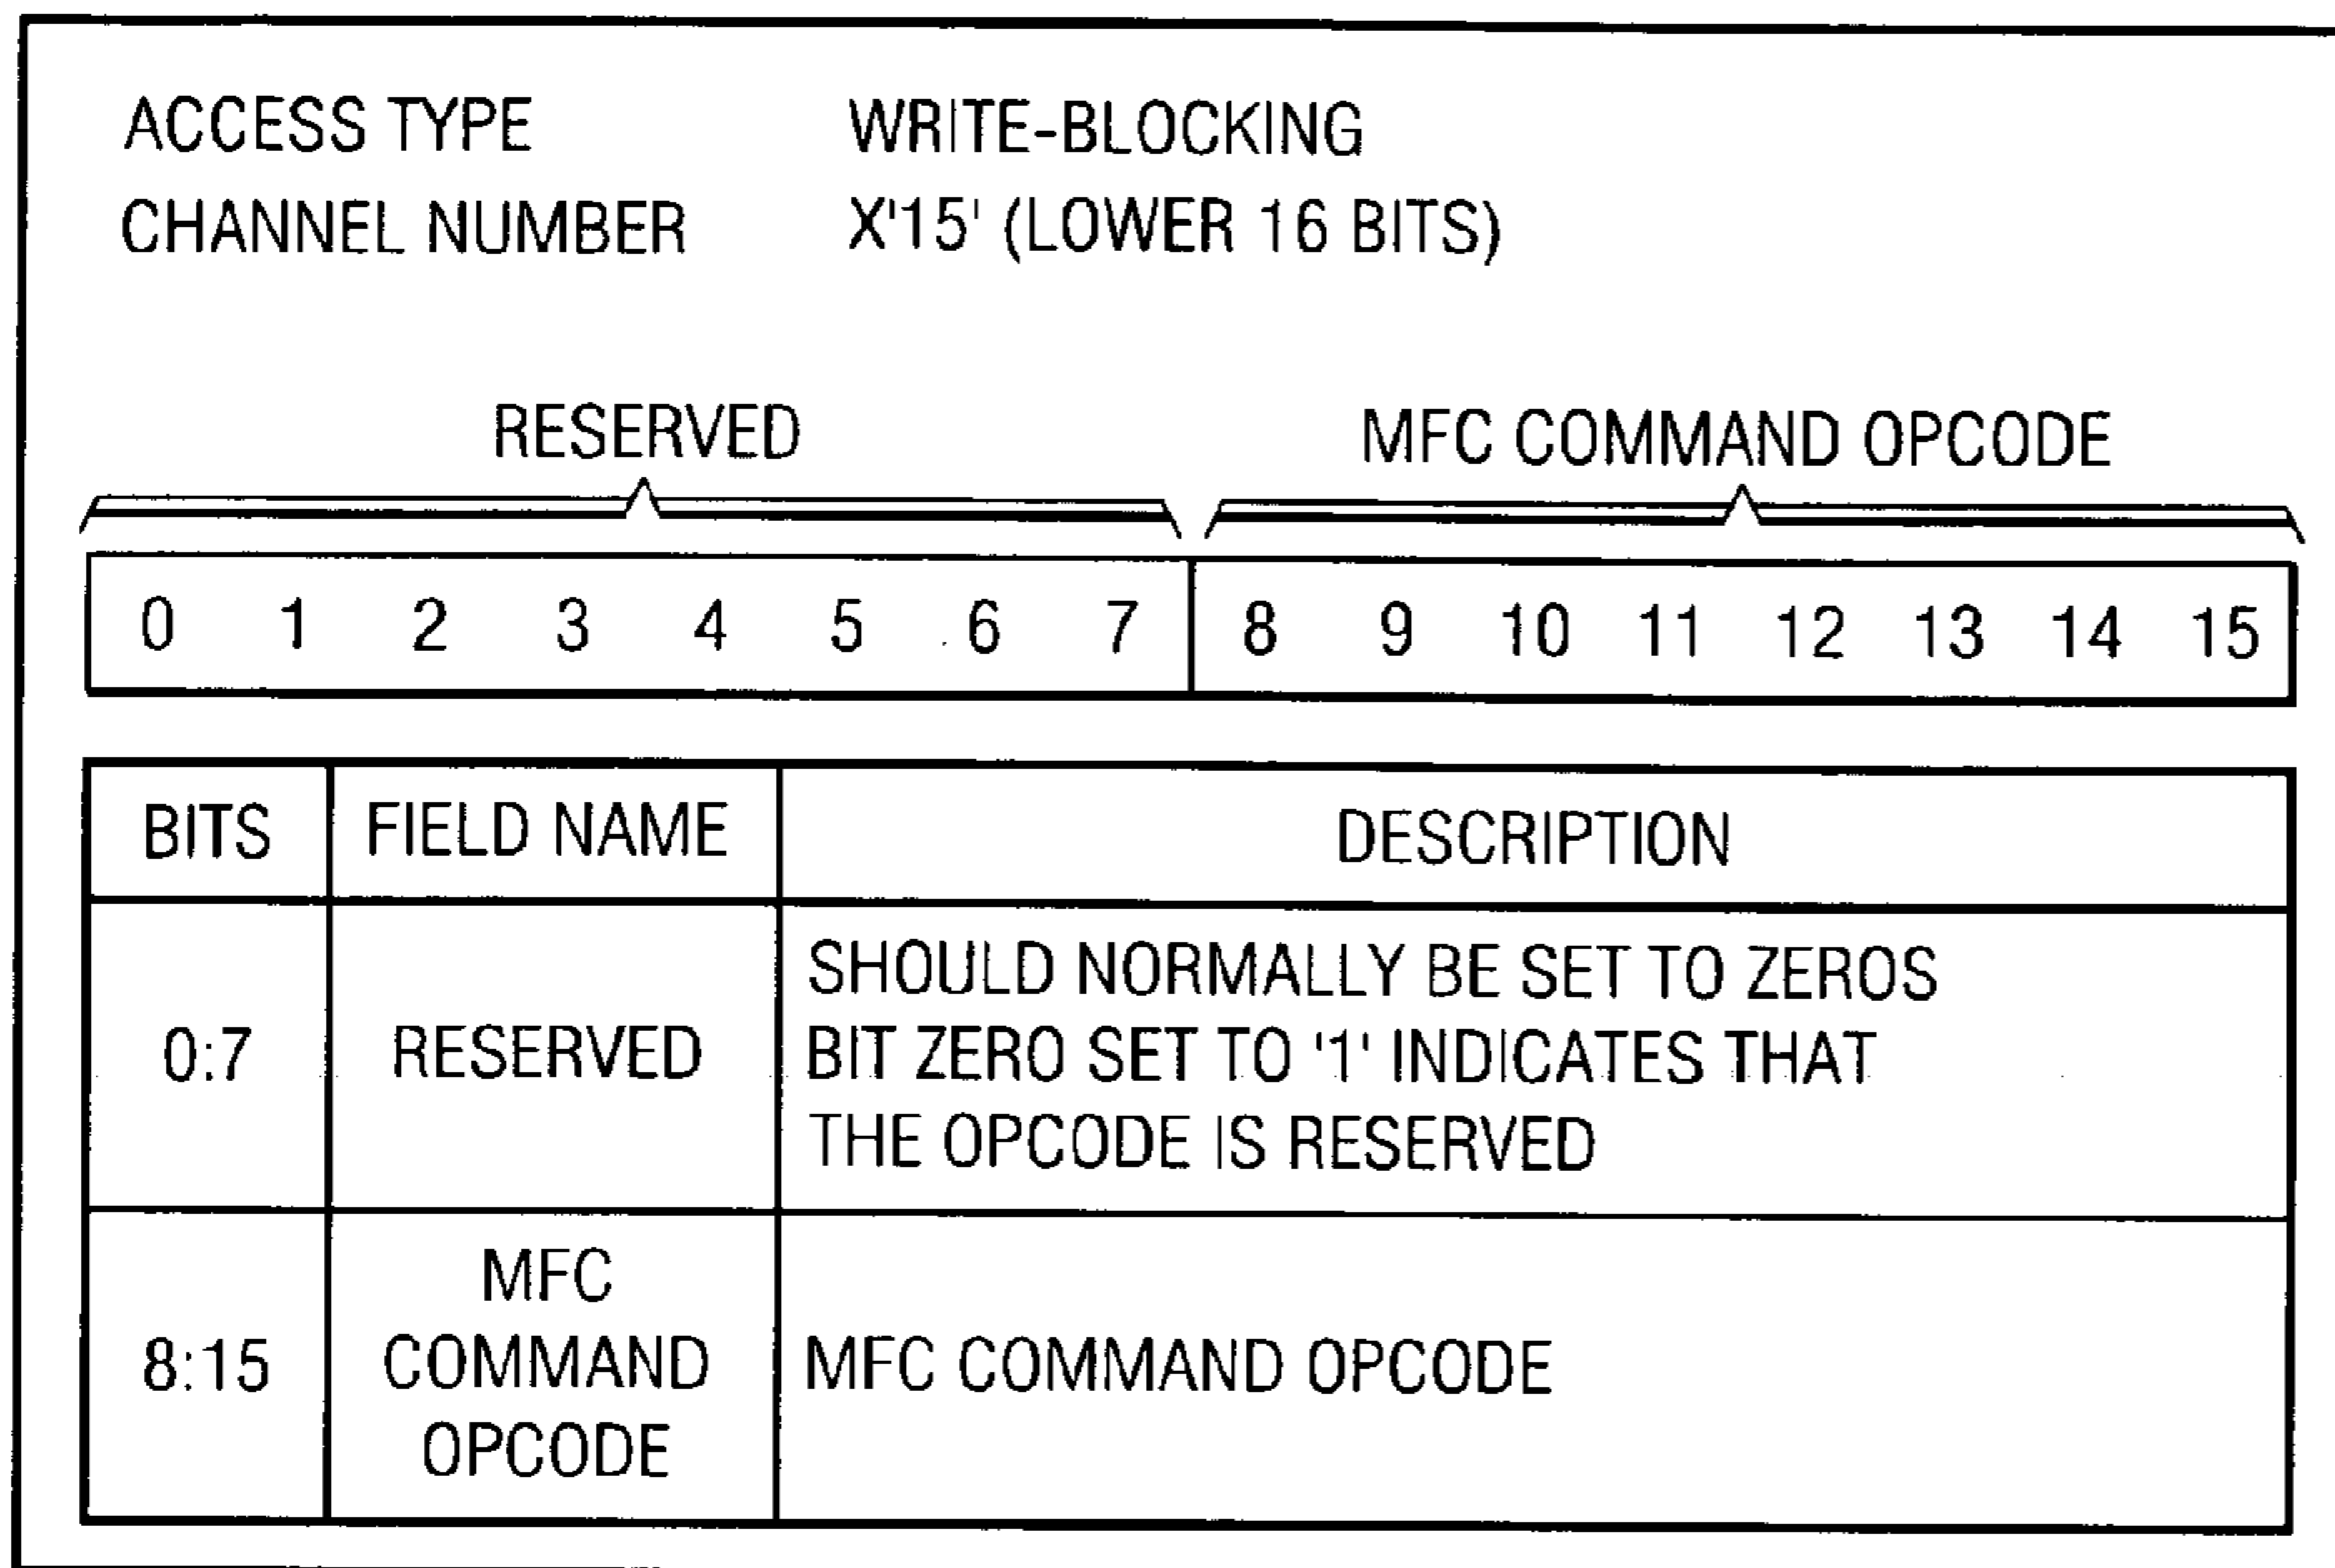 ACCESS TYPE WRITE-BLOCKING
CHANNEL NUMBER X'15' (LOWER 16 BITS)
RESERVED MFC COMMAND OPCODE
0 1 2 3 4 5 6 7 8 9 10 11 12 13 14 15
BITS FIELD NAME DESCRIPTION
0:7 RESERVED SHOULD NORMALLY BE SET TO ZEROS
BIT ZERO SET TO '1' INDICATES THAT
THE OPCODE IS RESERVED
8:15 MFC
COMMAND
OPCODE
MFC COMMAND OPCODE